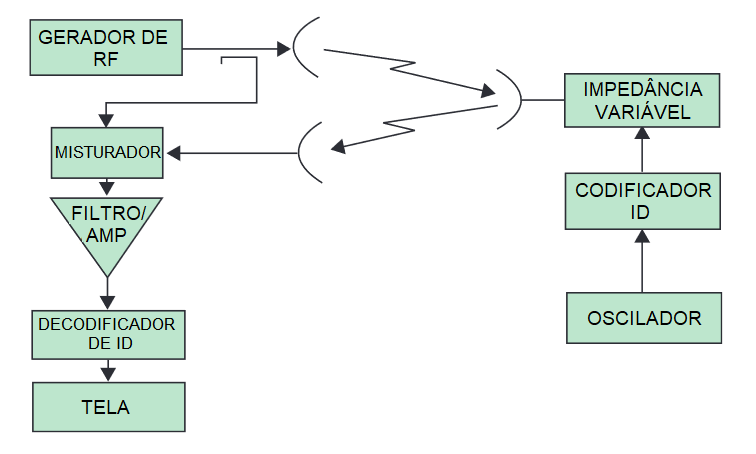 GERADOR DE
RF
IMPEDÂNCIA
VARIÁVEL
MISTURADOR
CODIFICADOR
ID
FILTRO/
AMP
OSCILADOR
DECODIFICADOR
DE ID
TELA